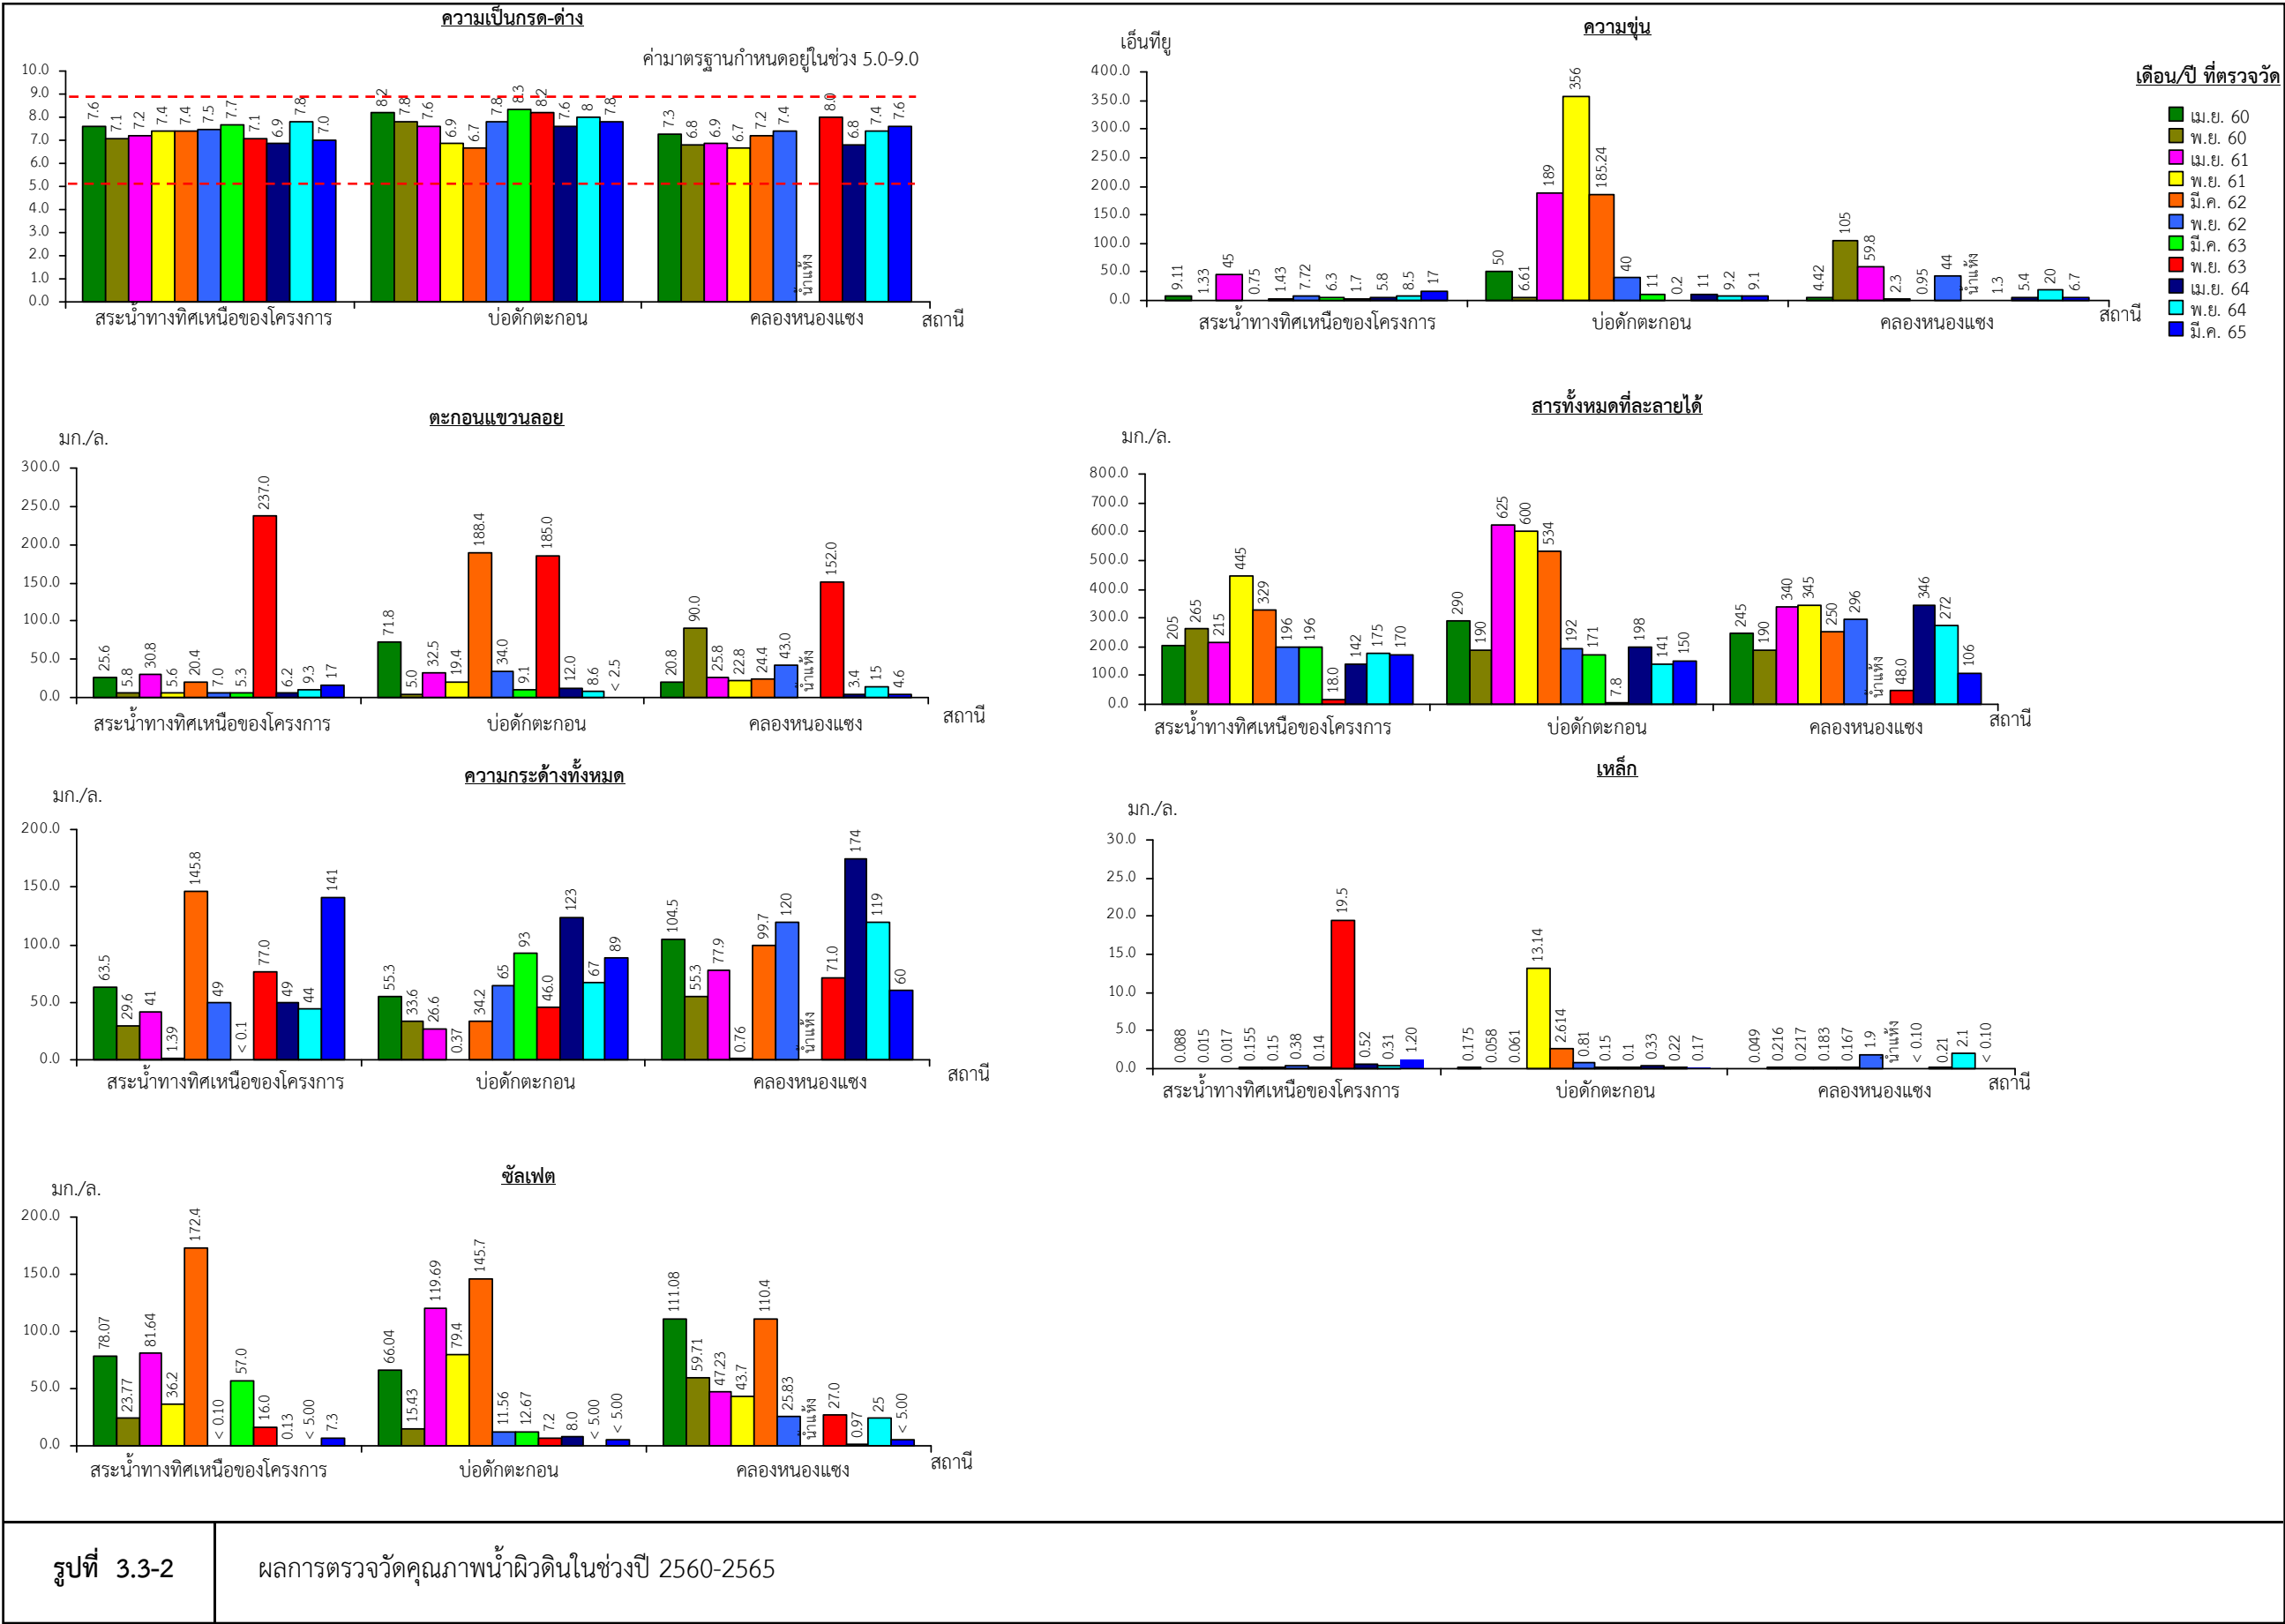 ความเป็นกรด-ด่าง
ค่ามาตรฐานกำหนดอยู่ในช่วง 5.0-9.0
10.0
9.0
8.0
7.0
6.0
5.0
4.0
3.0
2.0
1.0
0.0
7.6 7.1 7.2 7.4 7.4 7.5 7.7 7.1 6.9 7.8 7.0
8.2 7.8 7.6 6.9 6.7 7.8 8.3 8.2 7.6 8 7.8
7.3 6.8 6.9 6.7 7.2 7.4 น้ำแห้ง 8.0 6.8 7.4 7.6
สระน้ำทางทิศเหนือของโครงการ บ่อดักตะกอน คลองหนองแซง สถานี
ความขุ่น
เอ็นทียู
400.0
350.0
300.0
250.0
200.0
150.0
100.0
50.0
0.0
9.11 1.33 45 0.75 1.43 7.72 6.3 1.7 5.8 8.5 17
50 6.61 189 356 185.24 40 11 0.2 11 9.2 9.1
4.42 105 59.8 2.3 0.95 44 น้ำแห้ง 1.3 5.4 20 6.7
สระน้ำทางทิศเหนือของโครงการ บ่อดักตะกอน คลองหนองแซง สถานี
เดือน/ปี ที่ตรวจวัด
เม.ย. 60
พ.ย. 60
เม.ย. 61
พ.ย. 61
มี.ค. 62
พ.ย. 62
มี.ค. 63
พ.ย. 63
เม.ย. 64
พ.ย. 64
มี.ค. 65
ตะกอนแขวนลอย
มก./ล.
300.0
250.0
200.0
150.0
100.0
50.0
0.0
25.6 5.8 30.8 5.6 20.4 7.0 5.3 237.0 6.2 9.3 17
71.8 5.0 32.5 19.4 188.4 34.0 9.1 185.0 12.0 8.6 < 2.5
20.8 90.0 25.8 22.8 24.4 43.0 น้ำแห้ง 152.0 3.4 15 4.6
สระน้ำทางทิศเหนือของโครงการ บ่อดักตะกอน คลองหนองแซง สถานี
สารทั้งหมดที่ละลายได้
มก./ล.
800.0
700.0
600.0
500.0
400.0
300.0
200.0
100.0
0.0
205 265 215 445 329 196 196 18.0 142 175 170
290 190 625 600 534 192 171 7.8 198 141 150
245 190 340 345 250 296 น้ำแห้ง 48.0 346 272 106
สระน้ำทางทิศเหนือของโครงการ บ่อดักตะกอน คลองหนองแซง สถานี
ความกระด้างทั้งหมด
มก./ล.
200.0
150.0
100.0
50.0
0.0
63.5 29.6 41 1.39 145.8 49 < 0.1 77.0 49 44 141
55.3 33.6 26.6 0.37 34.2 65 93 46.0 123 67 89
104.5 55.3 77.9 0.76 99.7 120 น้ำแห้ง 71.0 174 119 60
สระน้ำทางทิศเหนือของโครงการ บ่อดักตะกอน คลองหนองแซง สถานี
เหล็ก
มก./ล.
30.0
25.0
20.0
15.0
10.0
5.0
0.0
0.088 0.015 0.017 0.155 0.15 0.38 0.14 19.5 0.52 0.31 1.20
0.175 0.058 0.061 13.14 2.614 0.81 0.15 0.1 0.33 0.22 0.17
0.049 0.216 0.217 0.183 0.167 1.9 น้ำแห้ง < 0.10 0.21 2.1 < 0.10
สระน้ำทางทิศเหนือของโครงการ บ่อดักตะกอน คลองหนองแซง สถานี
ซัลเฟต
มก./ล.
200.0
150.0
100.0
50.0
0.0
78.07 23.77 81.64 36.2 172.4 < 0.10 57.0 16.0 0.13 < 5.00 7.3
66.04 15.43 119.69 79.4 145.7 11.56 12.67 7.2 8.0 < 5.00 < 5.00
111.08 59.71 47.23 43.7 110.4 25.83 น้ำแห้ง 27.0 0.97 25 < 5.00
สระน้ำทางทิศเหนือของโครงการ บ่อดักตะกอน คลองหนองแซง สถานี
รูปที่ 3.3-2 ผลการตรวจวัดคุณภาพน้ำผิวดินในช่วงปี 2560-2565